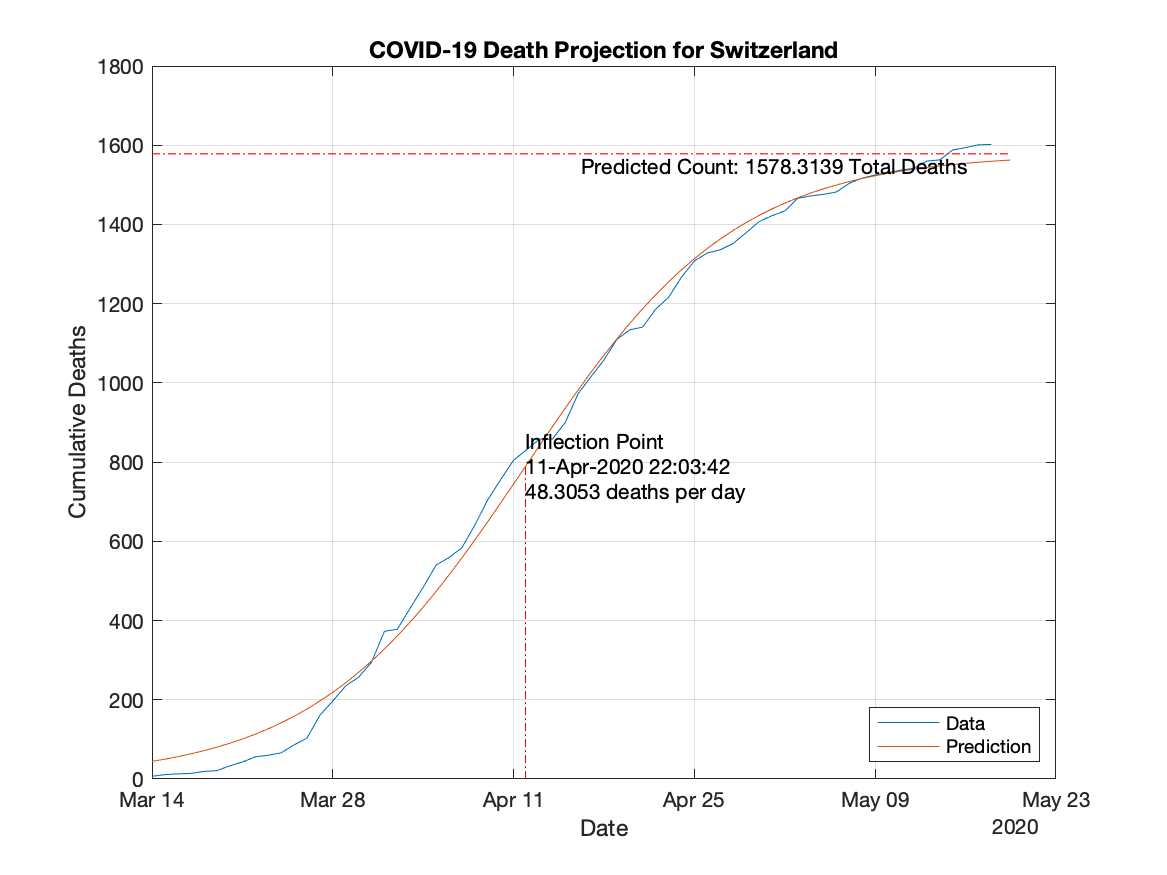 COVID-19 Death Projection for Switzerland
1800
1600
1400
1200
1000
800
600
400
200
0
Cumulative Deaths
Predicted Count: 1578.3139 Total Deaths
Inflection Point
11-Apr-2020 22:03:42
48.3053 deaths per day
Data
Prediction
Mar 14
Mar 28
Apr 11
Apr 25
May 09
May 23
Date
2020